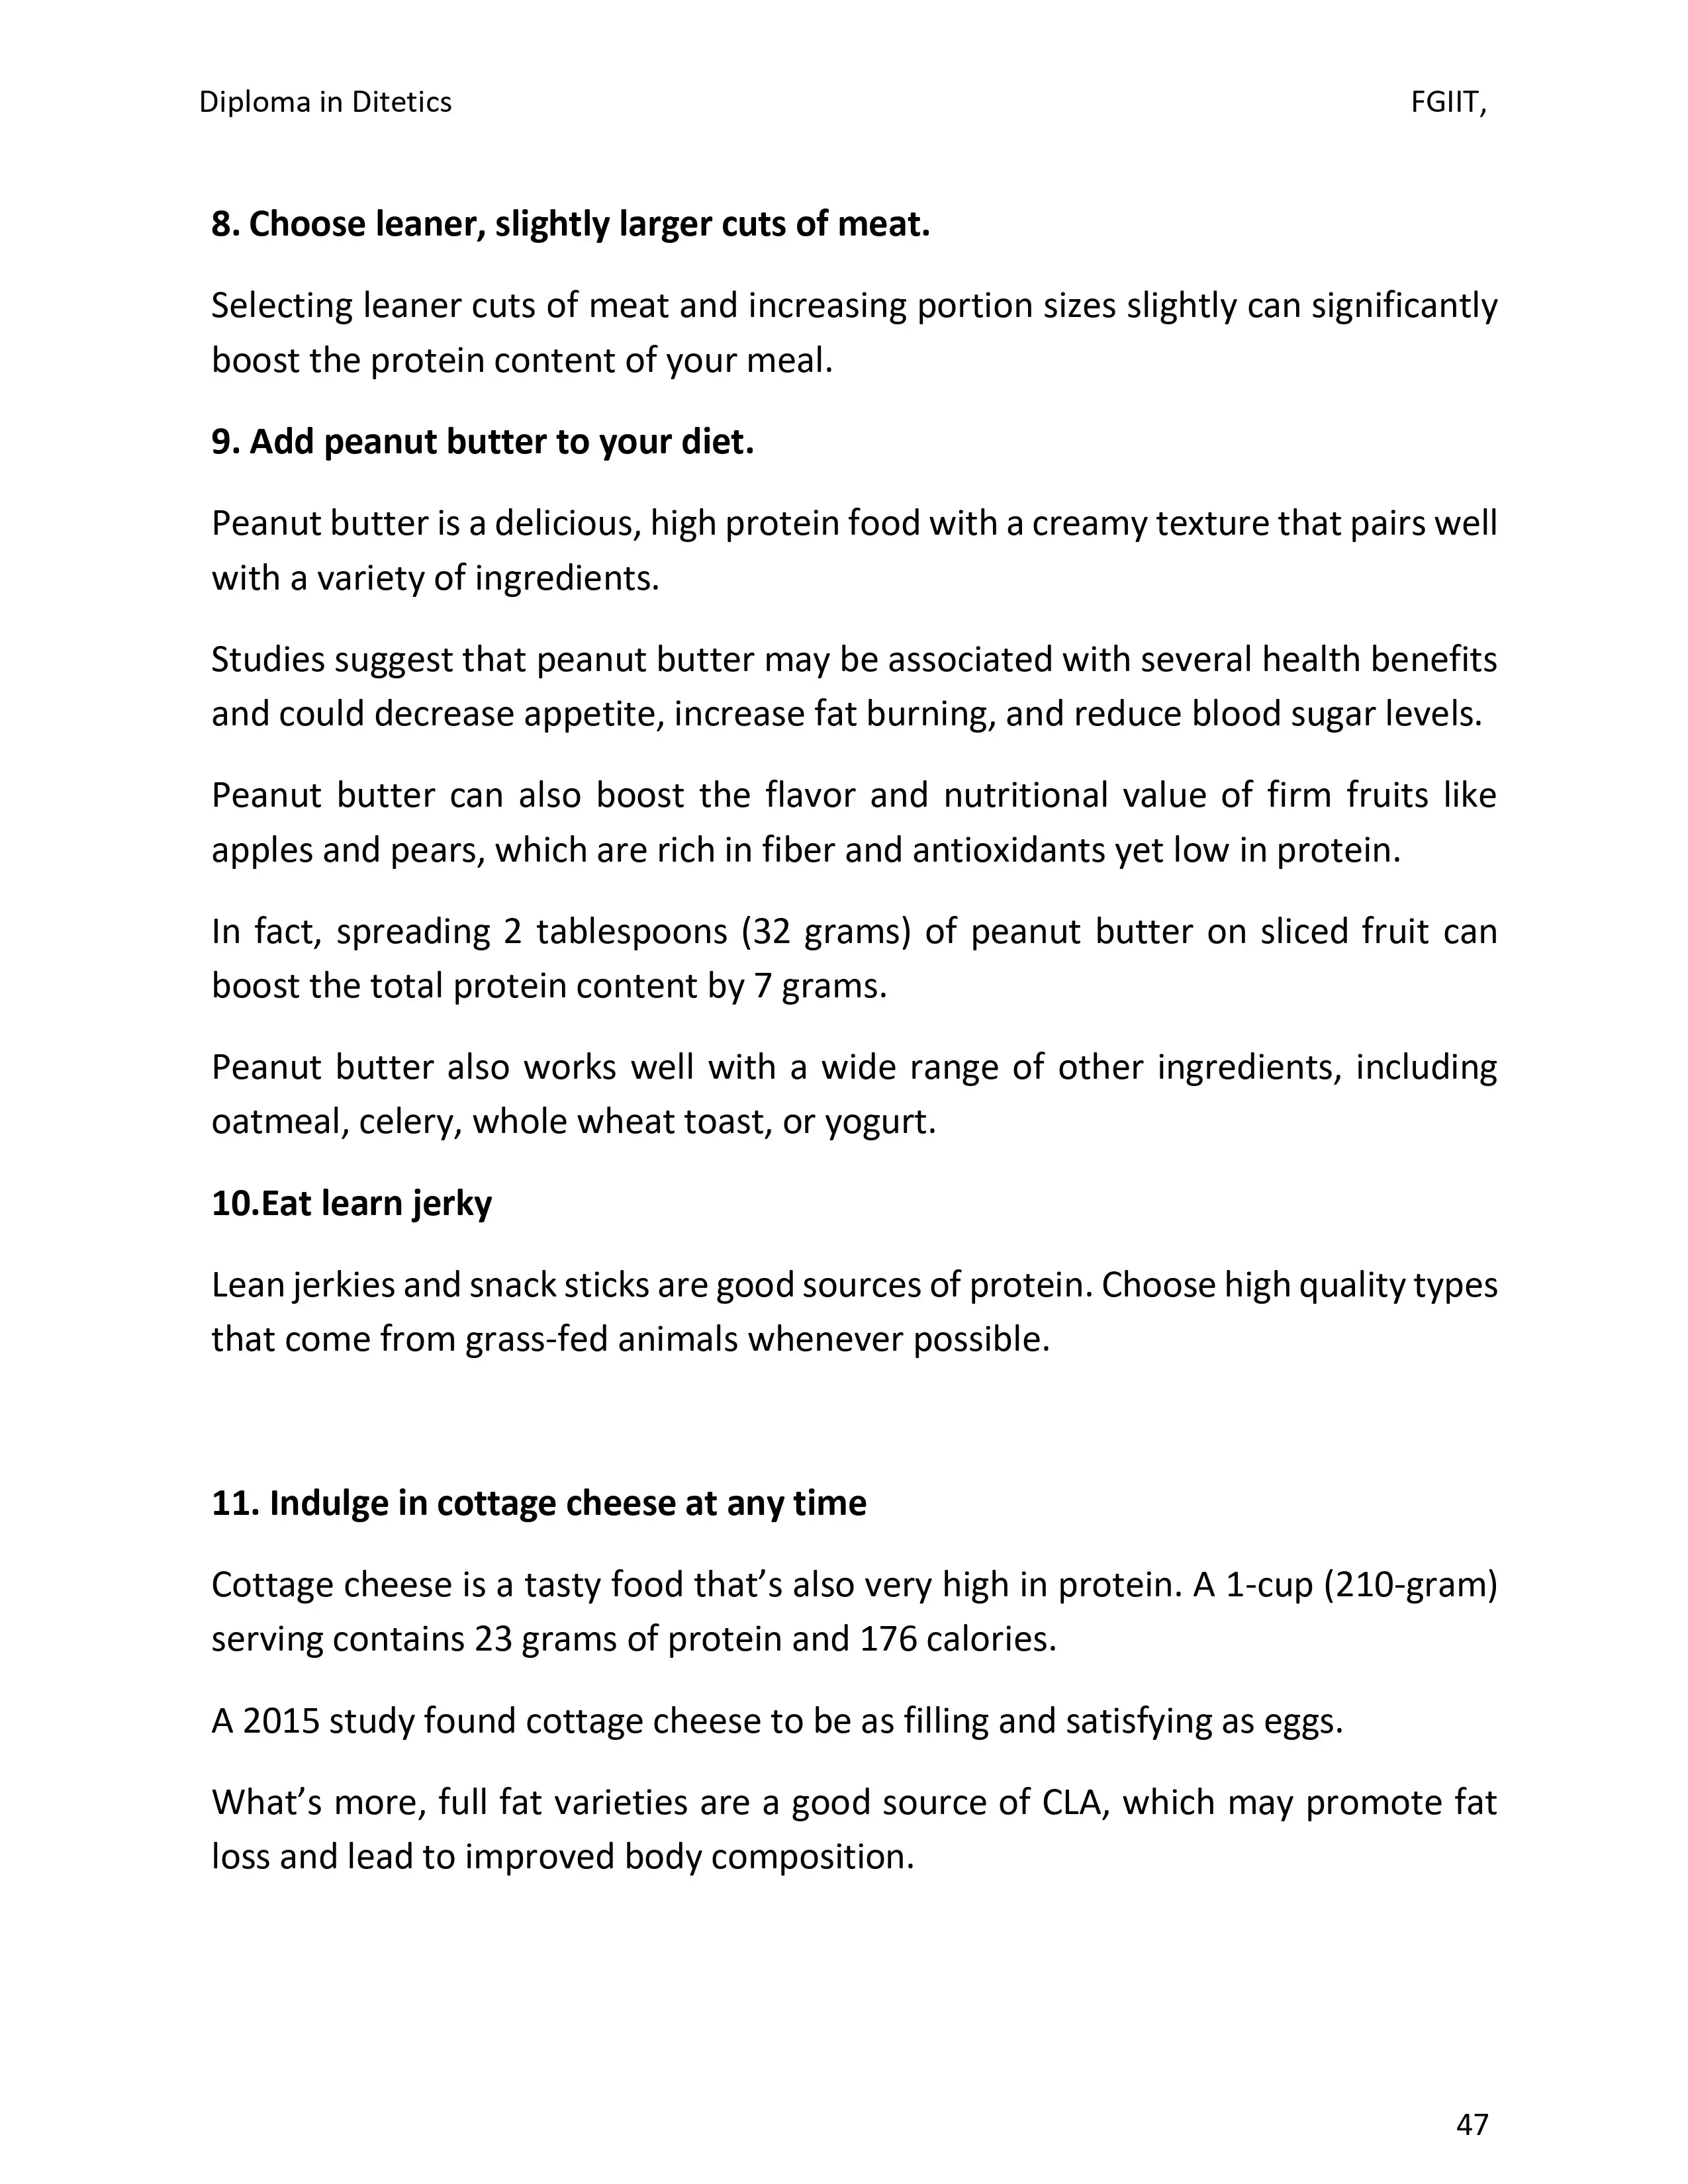 Diploma in Ditetics FGIIT,
8. Choose leaner, slightly larger cuts of meat.
Selecting leaner cuts of meat and increasing portion sizes slightly can significantly
boost the protein content of your meal.
9. Add peanut butter to your diet.
Peanut butter is a delicious, high protein food with a creamy texture that pairs well
with a variety of ingredients.
Studies suggest that peanut butter may be associated with several health benefits
and could decrease appetite, increase fat burning, and reduce blood sugar levels.
Peanut butter can also boost the flavor and nutritional value of firm fruits like
apples and pears, which are rich in fiber and antioxidants yet low in protein.
In fact, spreading 2 tablespoons (32 grams) of peanut butter on sliced fruit can
boost the total protein content by 7 grams.
Peanut butter also works well with a wide range of other ingredients, including
oatmeal, celery, whole wheat toast, or yogurt.
10.Eat learn jerky
Lean jerkies and snack sticks are good sources of protein. Choose high quality types
that come from grass-fed animals whenever possible.
11. Indulge in cottage cheese at any time
Cottage cheese is a tasty food that’s also very high in protein. A 1-cup (210-gram)
serving contains 23 grams of protein and 176 calories.
A 2015 study found cottage cheese to be as filling and satisfying as eggs.
What’s more, full fat varieties are a good source of CLA, which may promote fat
loss and lead to improved body composition.
47